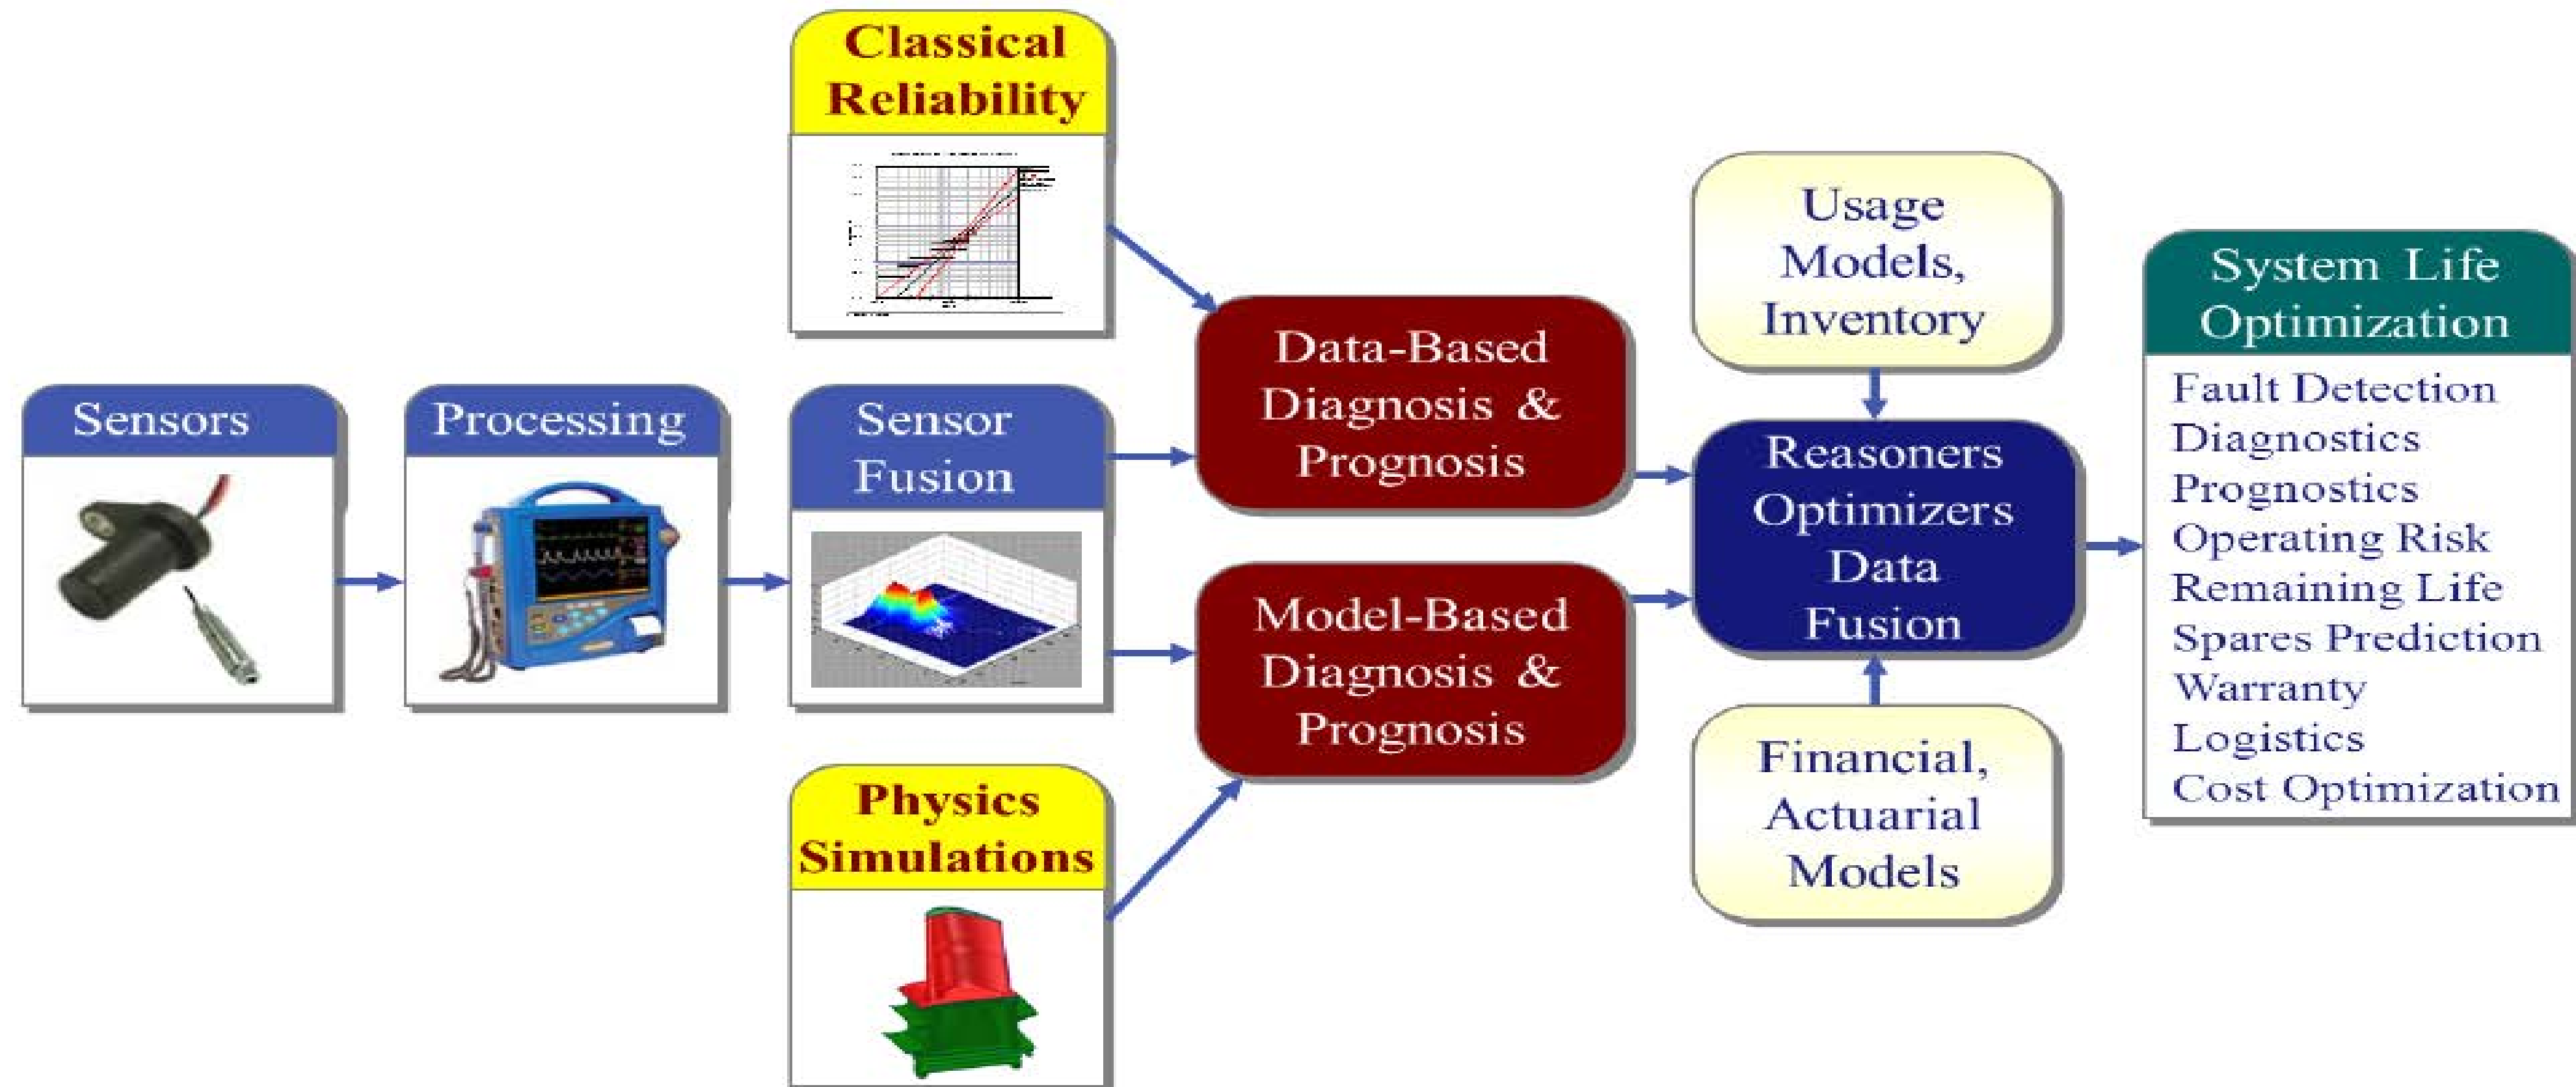 Classical
Reliability
Sensors
Processing
Sensor
Fusion
Physics
Simulations
Data-Based
Diagnosis &
Prognosis
Model-Based
Diagnosis &
Prognosis
Usage
Models,
Inventory
Reasoners
Optimizers
Data
Fusion
Financial,
Actuarial
Models
System Life
Optimization
Fault Detection
Diagnostics
Prognostics
Operating Risk
Remaining Life
Spares Prediction
Warranty
Logistics
Cost Optimization